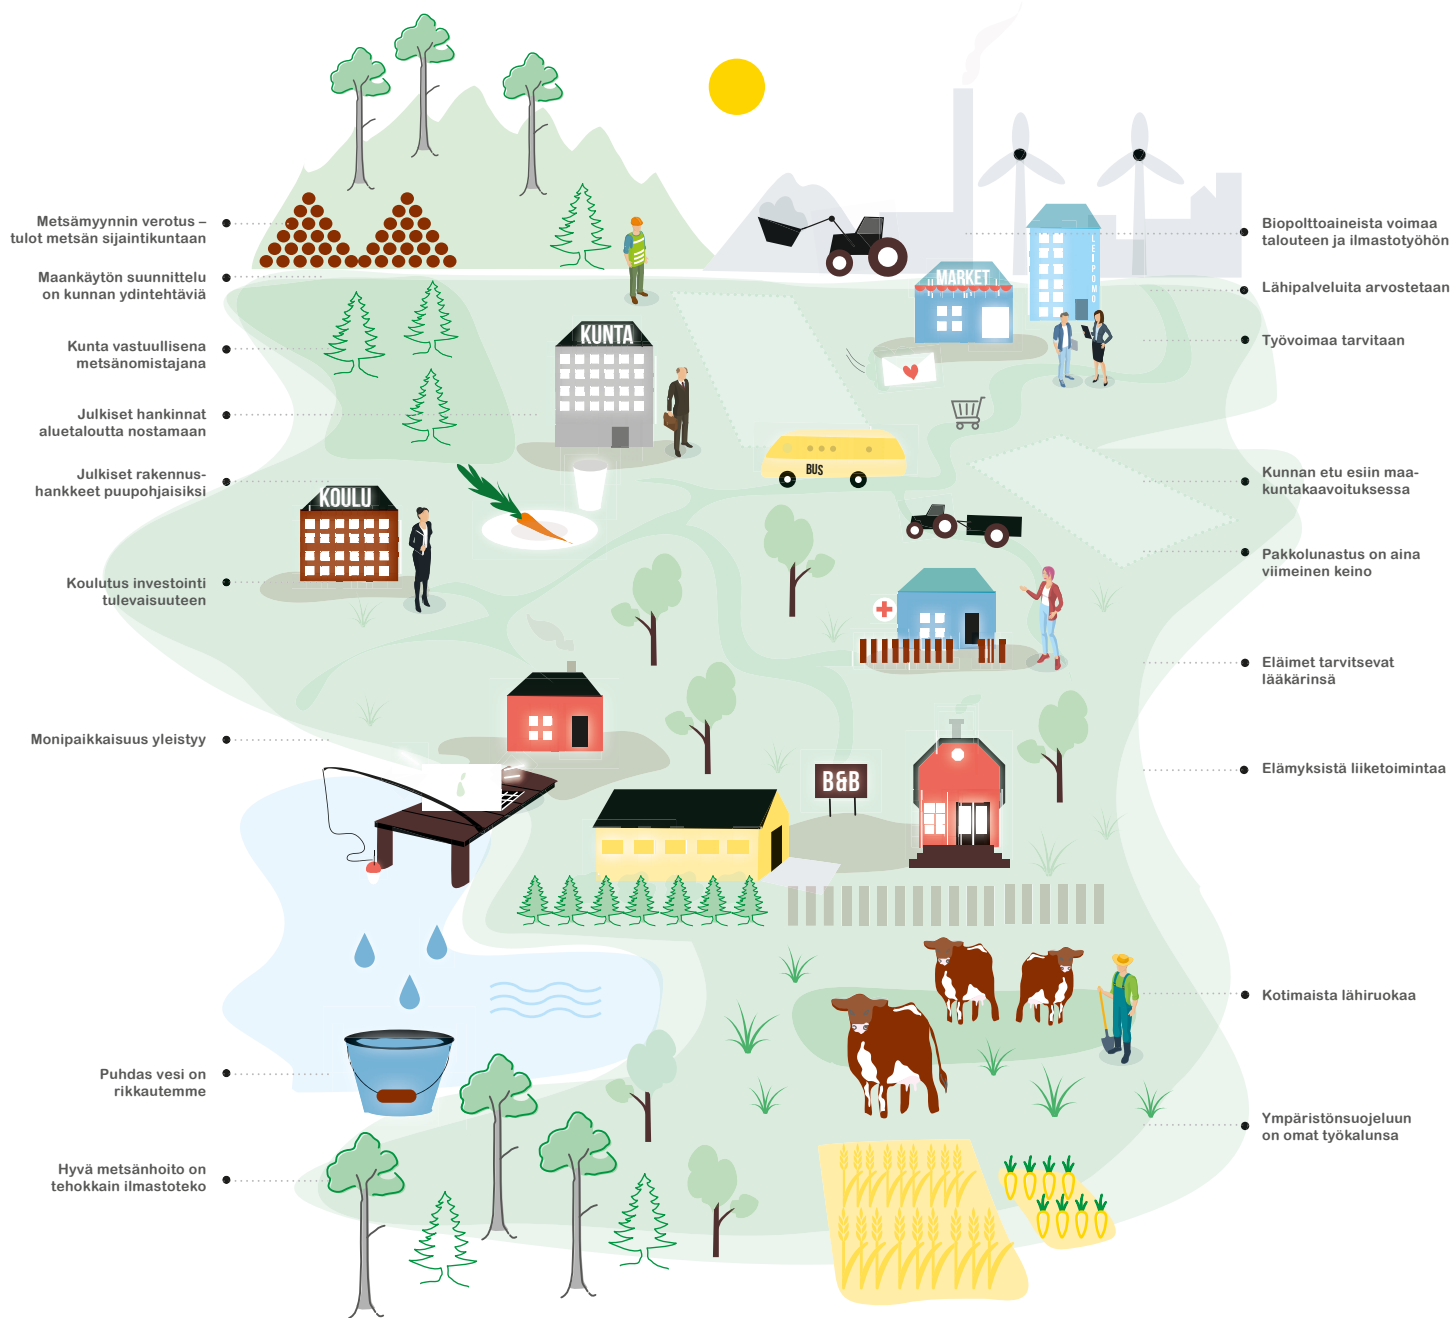 Metsämyynnin verotus –
tulot metsän sijaintikuntaan
Maankäytön suunnittelu
on kunnan ydintehtäviä
Kunta vastuullisena
metsänomistajana
Julkiset hankinnat
aluetaloutta nostamaan
Julkiset rakennus-
hankkeet puupohjaisiksi
Koulutus investointi
tulevaisuuteen
Monipaikkaisuus yleistyy
Puhdas vesi on
rikkautemme
Hyvä metsänhoito on
tehokkain ilmastoteko
KUNTA
KOULU
MARKET
LEIPOMO
BUS
B&B
Biopolttoaineista voimaa
talouteen ja ilmastotyöhön
Lähipalveluita arvostetaan
Työvoimaa tarvitaan
Kunnan etu esiin maa-
kuntakaavoituksessa
Pakkolunastus on aina
viimeinen keino
Eläimet tarvitsevat
lääkärinsä
Elämyksistä liiketoimintaa
Kotimaista lähiruokaa
Ympäristönsuojeluun
on omat työkalunsa